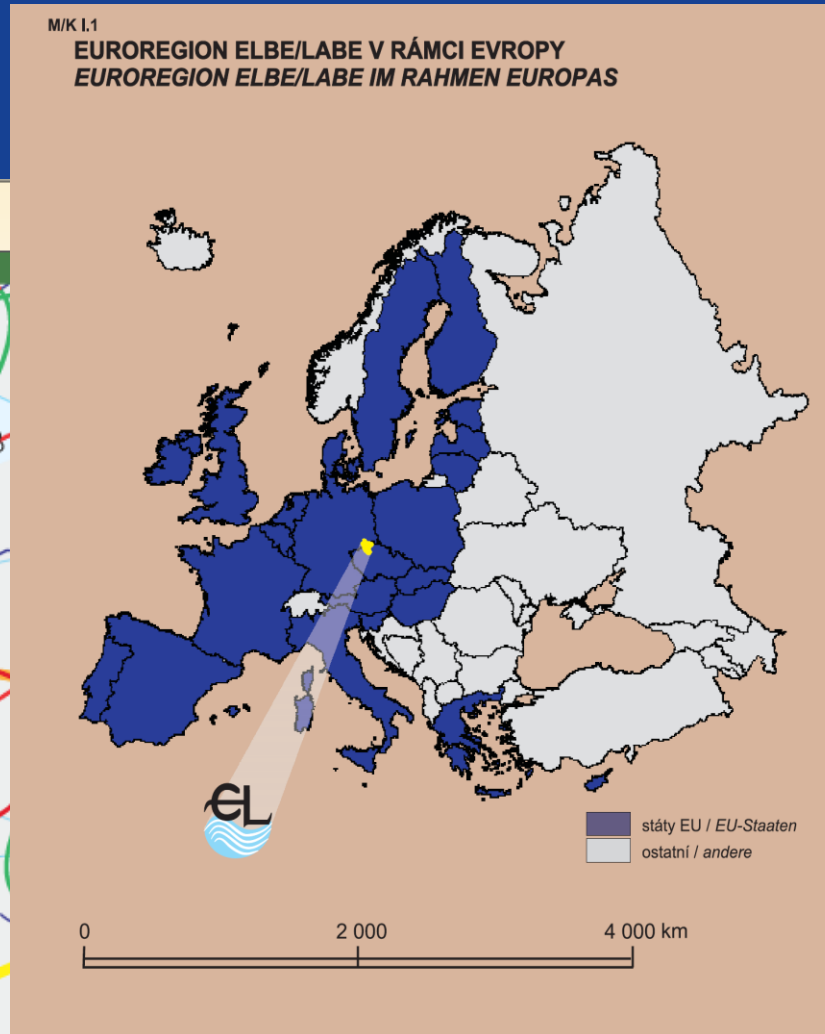 M/K I.1
EUROREGION ELBE/LABE V RÁMCI EVROPY
EUROREGION ELBE/LABE IM RAHMEN EUROPAS
EL
státy EU / EU-Staaten
ostatní / andere
0 2 000 4 000 km